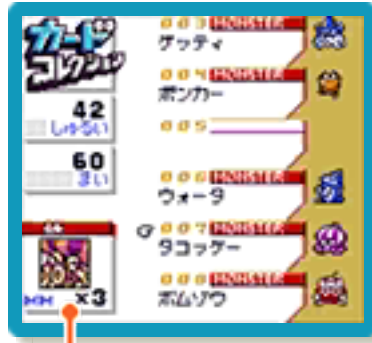 カード
コレクション
42
しゅるい
60
まい
×3
003 MONSTER
ゲッティ
004 MONSTER
ボンカー
005
006 MONSTER
ウォータ
007 MONSTER
タコッケー
008 MONSTER
ボムゾウ